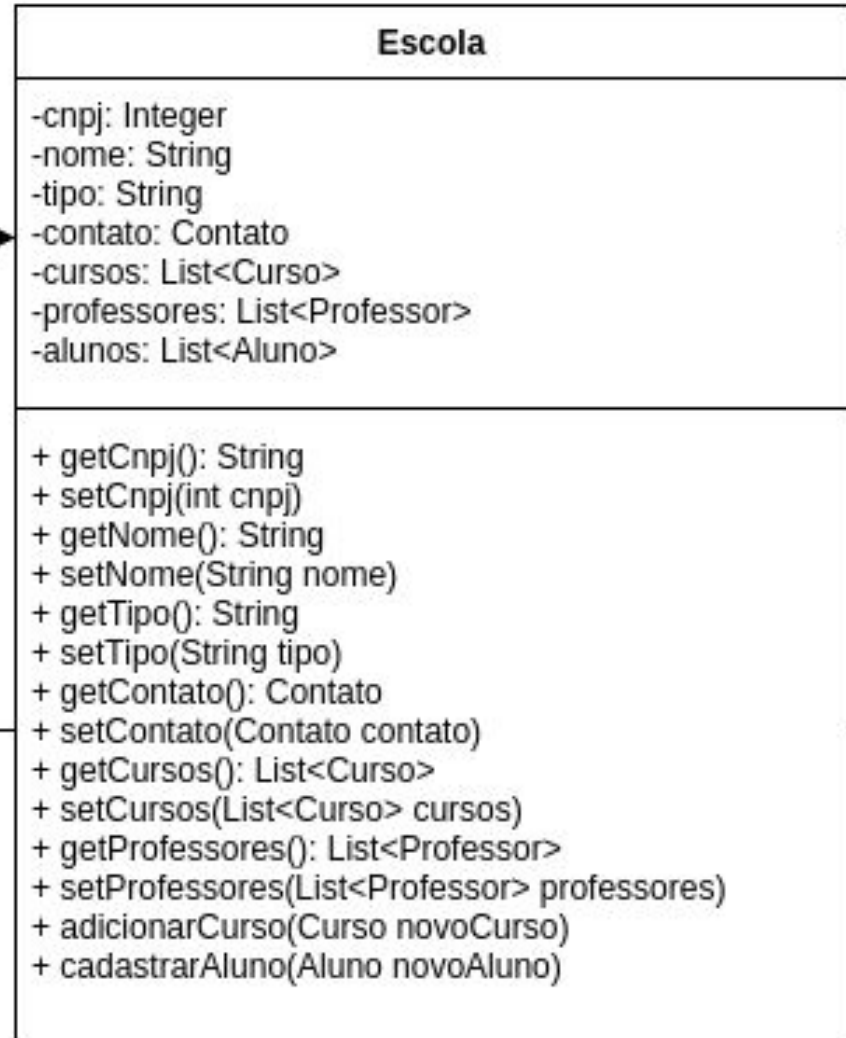 Escola
-cnpj: Integer
-nome: String
-tipo: String
-contato: Contato
-cursos: List<Curso>
-professores: List<Professor>
-alunos: List<Aluno>
+ getCnpj(): String
+ setCnpj(int cnpj)
+ getNome(): String
+ setNome(String nome)
+ getTipo(): String
+ setTipo(String tipo)
+ getContato(): Contato
+ setContato(Contato contato)
+ getCursos(): List<Curso>
+ setCursos(List<Curso> cursos)
+ getProfessores(): List<Professor>
+ setProfessores(List<Professor> professores)
+ adicionarCurso(Curso novoCurso)
+ cadastrarAluno(Aluno novoAluno)